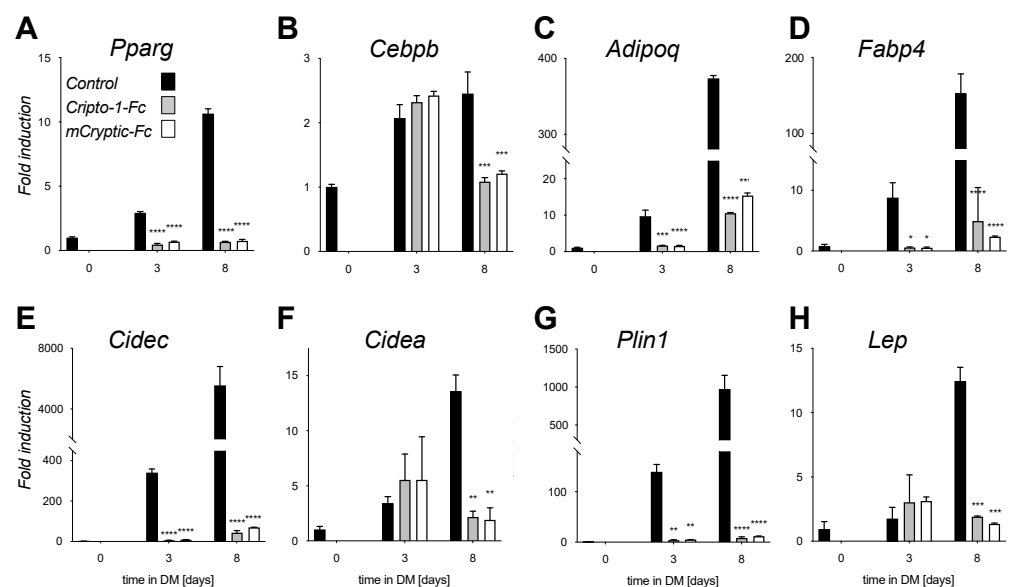 A
Pparg
Fold induction
15
10
5
0
Control
Cripto-1-Fc
mCryptic-Fc
**** ****
**** ****
0 3 8
B
Cebpb
3
2
1
0
*** ***
0 3 8
C
Adipoq
400
300
20
10
0
*** ****
**** ***
0 3 8
D
Fabp4
200
100
10
0
* *
**** ****
0 3 8
E
Cidec
Fold induction
8000
4000
400
200
0
**** ****
**** ****
0 3 8
time in DM [days]
F
Cidea
15
10
5
0
** **
0 3 8
time in DM [days]
G
Plin1
1500
1000
500
100
0
** **
**** ****
0 3 8
time in DM [days]
H
Lep
15
10
5
0
*** ***
0 3 8
time in DM [days]